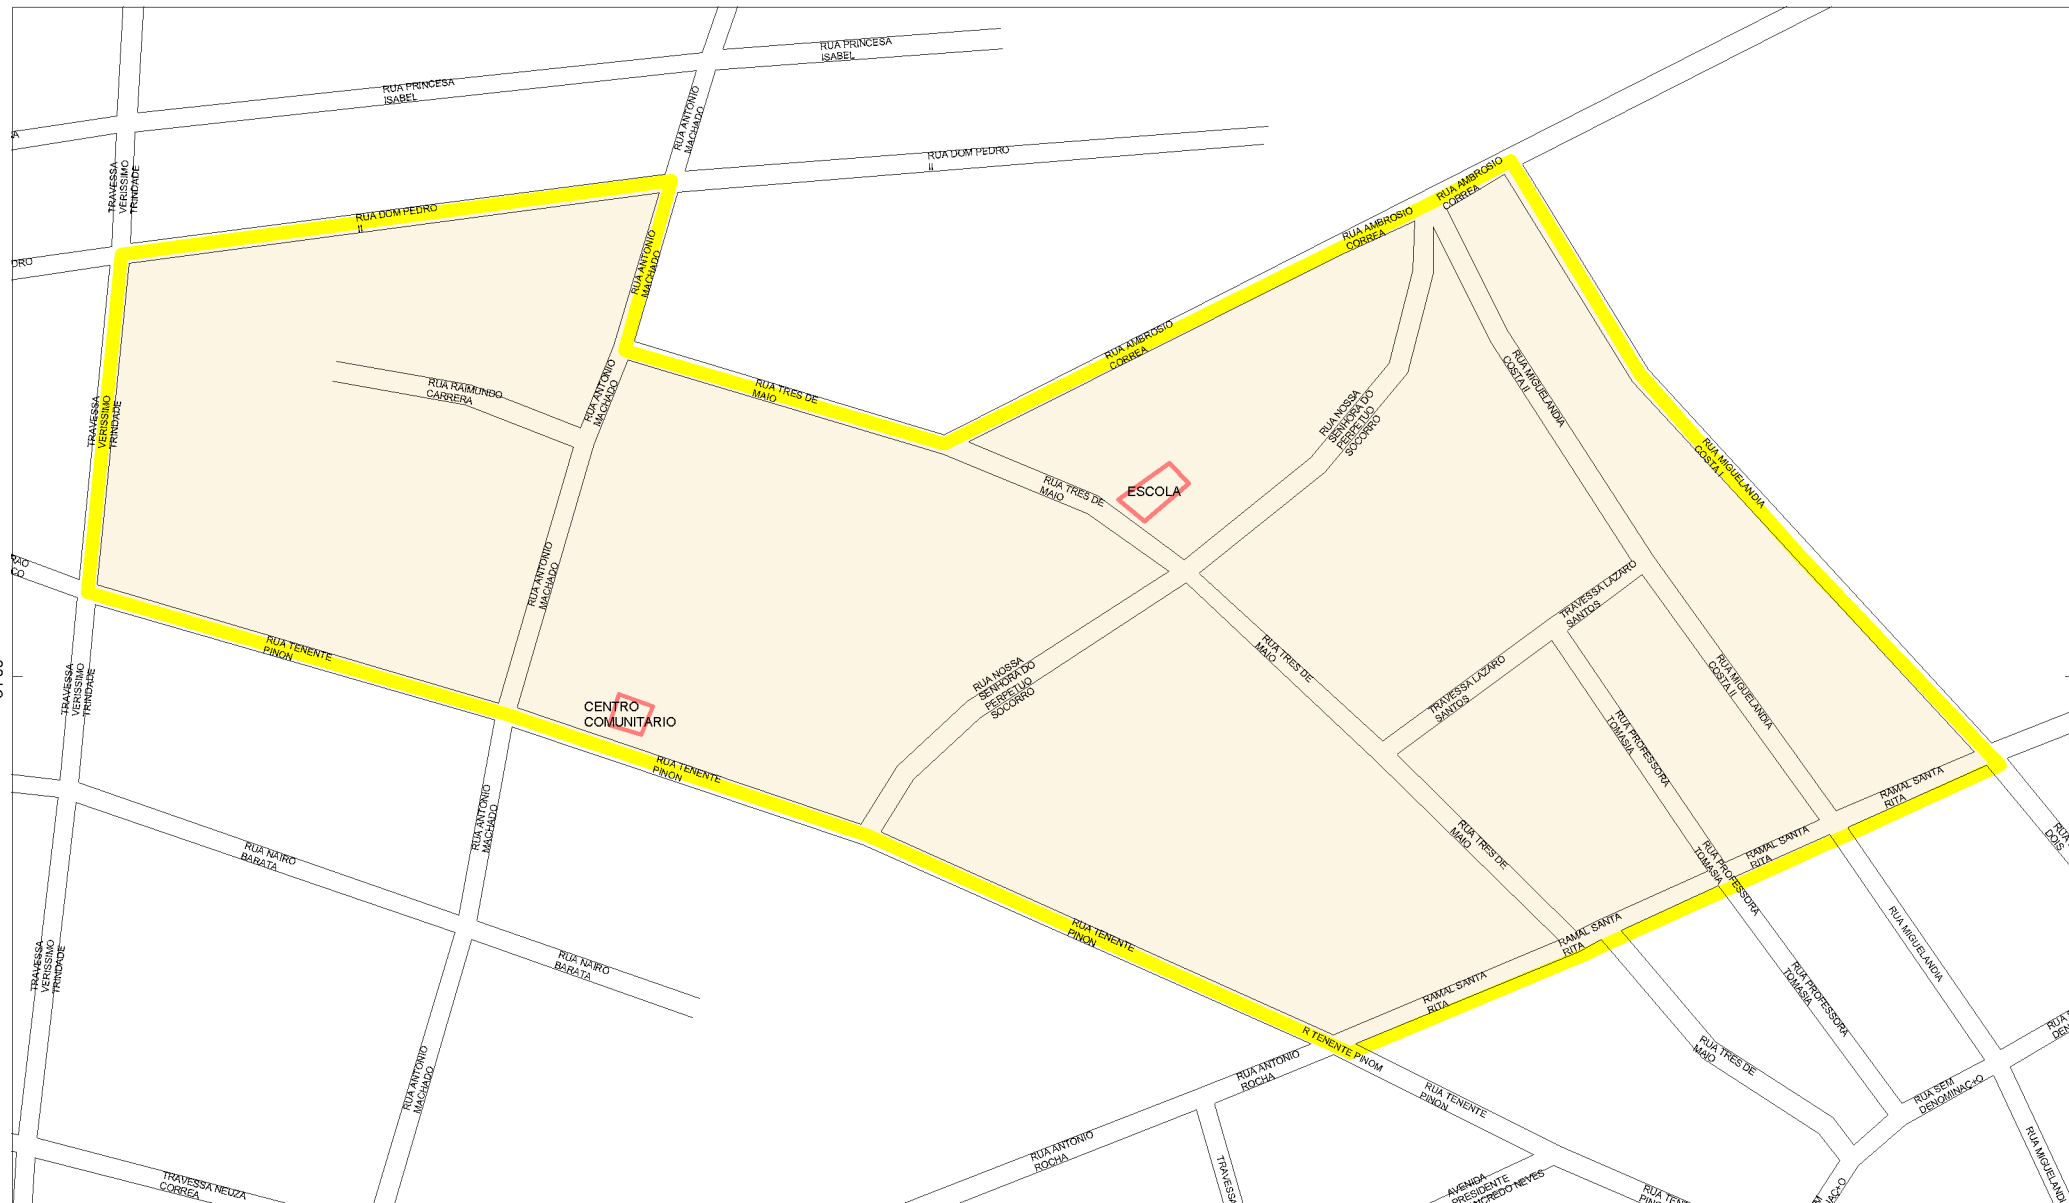 RUA PRINCESA
ISABEL
RUA PRINCESA
ISABEL
RUA ANTONIO
MACHADO
RUA DOM PEDRO
II
TRAVESSA
VERISSIMO
TRINDADE
RUA AMBROSIO
CORREA
RUA DOM PEDRO
II
RUA AMBROSIO
CORREA
DRO
RUA ANTONIO
MACHADO
RUA AMBROSIO
CORREA
RUA TRES DE
MAIO
RUA RAIMUNDO
CARRERA
RUA ANTONIO
MACHADO
RUA MIGUELANDIA
COSTA II
TRAVESSA
VERISSIMO
TRINDADE
RUA NOSSA
SENHORA DO
PERPETUO
SOCORRO
RUA MIGUELANDIA
COSTA I
RUA TRES DE
MAIO
ESCOLA
RUA ANTONIO
MACHADO
TRAVESSA LAZARO
SANTOS
RUA TENENTE
PINON
RUA TRES DE
MAIO
TRAVESSA
VERISSIMO
TRINDADE
RUA NOSSA
SENHORA DO
PERPETUO
SOCORRO
TRAVESSA LAZARO
SANTOS
RUA MIGUELANDIA
COSTA II
CENTRO
COMUNITARIO
RUA PROFESSORA
TOMASIA
RUA TENENTE
PINON
RAMAL SANTA
RITA
RUA ANTONIO
MACHADO
RUA TRES DE
MAIO
RAMAL SANTA
RITA
RUA
DOIS
RUA NAIRO
BARATA
RUA PROFESSORA
TOMASIA
RUA TENENTE
PINON
RAMAL SANTA
RITA
RUA MIGUELANDIA
TRAVESSA
VERISSIMO
TRINDADE
RUA NAIRO
BARATA
RAMAL SANTA
RITA
RUA PROFESSORA
TOMASIA
R TENENTE PINOM
RUA ANTONIO
ROCHA
RUA TRES DE
MAIO
RUA ANTONIO
MACHADO
RUA TENENTE
PINON
RUA SEM
DENOMINAC+O
RUA ANTONIO
ROCHA
TRAVESSA
RUA MIGUELANDIA
TRAVESSA NEUZA
CORREA
AVENIDA
PRESIDENTE